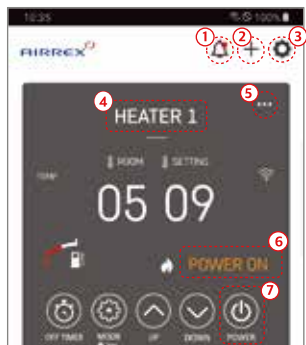 10:35 100%
1 2 3
AIRREX
4 5
HEATER 1
ROOM SETTING
TEMP
05 09
6
POWER ON
7
OFF TIMER MODE UP DOWN POWER